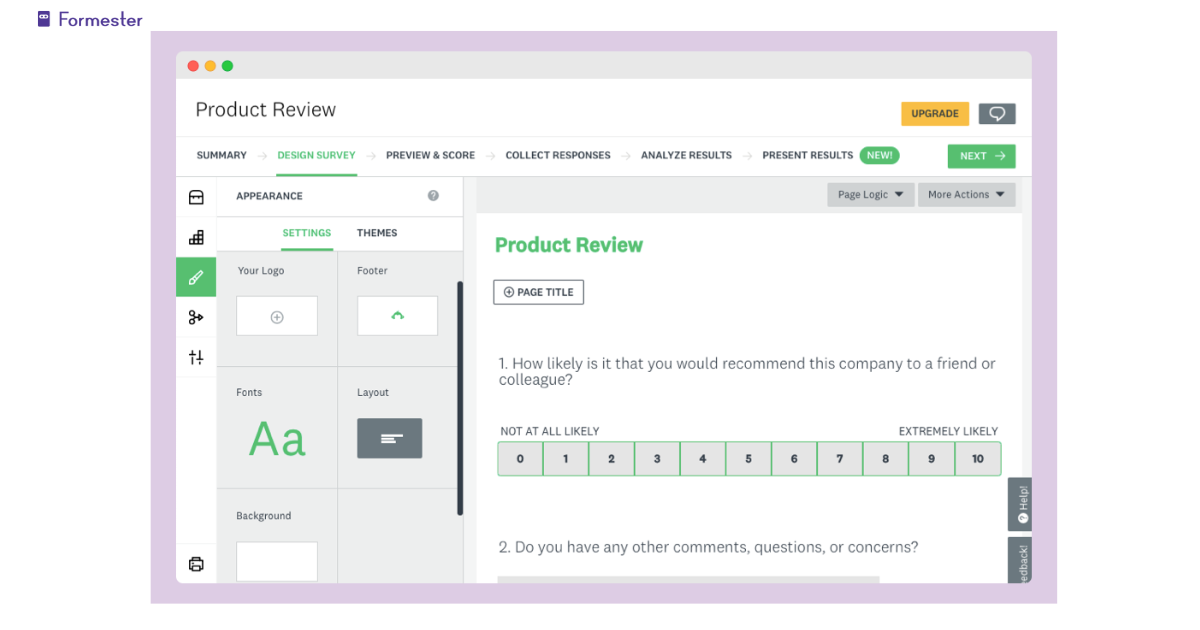 Formester
Product Review
UPGRADE
SUMMARY DESIGN SURVEY PREVIEW & SCORE COLLECT RESPONSES ANALYZE RESULTS PRESENT RESULTS NEW! NEXT
APPEARANCE ?
Page Logic More Actions
SETTINGS THEMES
Product Review
Your Logo Footer
PAGE TITLE
1. How likely is it that you would recommend this company to a friend or
colleague?
Fonts Layout
Aa
NOT AT ALL LIKELY EXTREMELY LIKELY
0 1 2 3 4 5 6 7 8 9 10
? Help!
Background
2. Do you have any other comments, questions, or concerns?
edback!